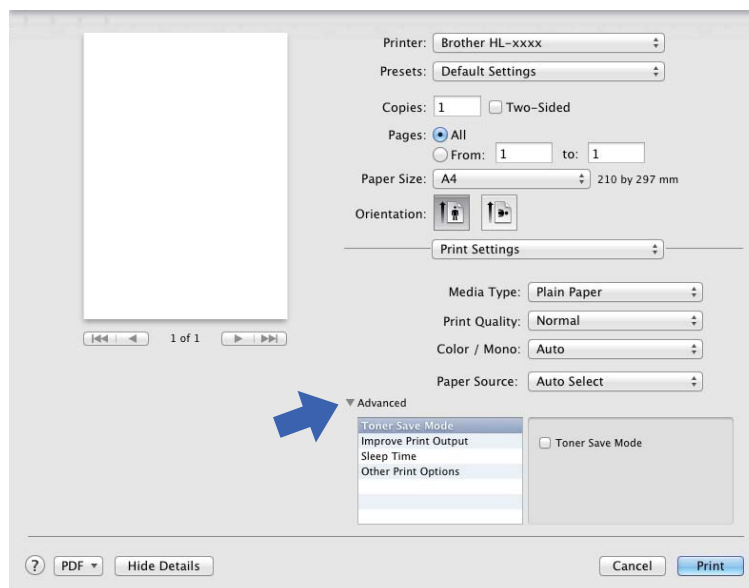 Printer: Brother HL-xxxx
Presets: Default Settings
Copies: 1 Two-Sided
Pages: All
From: 1 to: 1
Paper Size: A4 210 by 297 mm
Orientation:
Print Settings
Media Type: Plain Paper
Print Quality: Normal
1 of 1
Color / Mono: Auto
Paper Source: Auto Select
Advanced
Toner Save Mode
Improve Print Output
Sleep Time
Other Print Options
Toner Save Mode
? PDF Hide Details Cancel Print